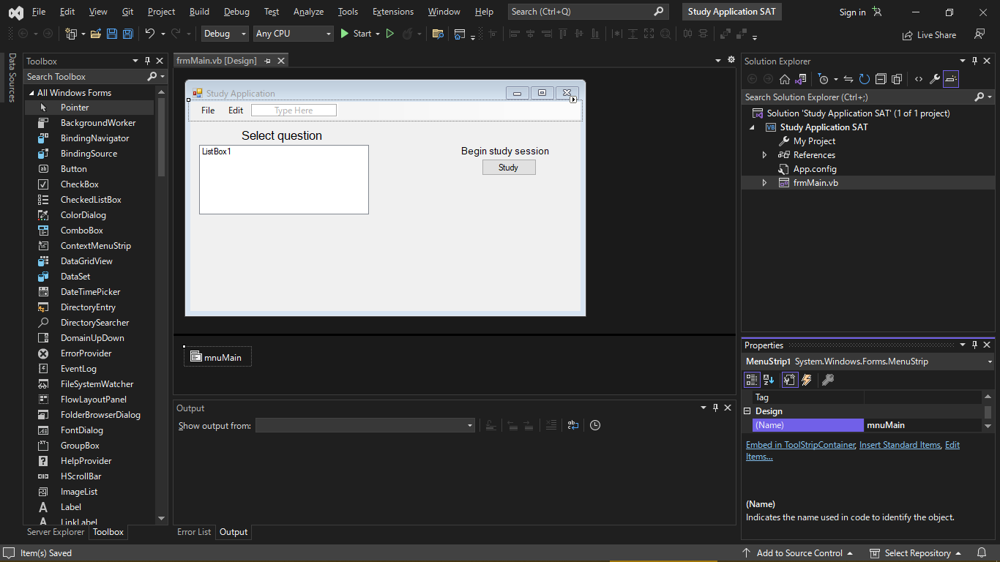 File Edit View Git Project Build Debug Test Analyze Tools Extensions Window Help Search (Ctrl+Q) Study Application SAT Sign in
Debug Any CPU Start Live Share
Data Sources
Toolbox
Search Toolbox
All Windows Forms
Pointer
BackgroundWorker
BindingNavigator
BindingSource
Button
CheckBox
CheckedListBox
ColorDialog
ComboBox
ContextMenuStrip
DataGridView
DataSet
DateTimePicker
DirectoryEntry
DirectorySearcher
DomainUpDown
ErrorProvider
EventLog
FileSystemWatcher
FlowLayoutPanel
FolderBrowserDialog
FontDialog
GroupBox
HelpProvider
HScrollBar
ImageList
Label
LinkLabel
Server Explorer Toolbox
frmMain.vb [Design]
Study Application
File Edit Type Here
Select question
ListBox1
Begin study session
Study
mnuMain
Output
Show output from:
Error List Output
Solution Explorer
Search Solution Explorer (Ctrl+;)
Solution 'Study Application SAT' (1 of 1 project)
VB Study Application SAT
My Project
References
App.config
frmMain.vb
Properties
MenuStrip1 System.Windows.Forms.MenuStrip
Tag
Design
(Name) mnuMain
Embed in ToolStripContainer, Insert Standard Items, Edit
Items...
(Name)
Indicates the name used in code to identify the object.
Item(s) Saved Add to Source Control Select Repository